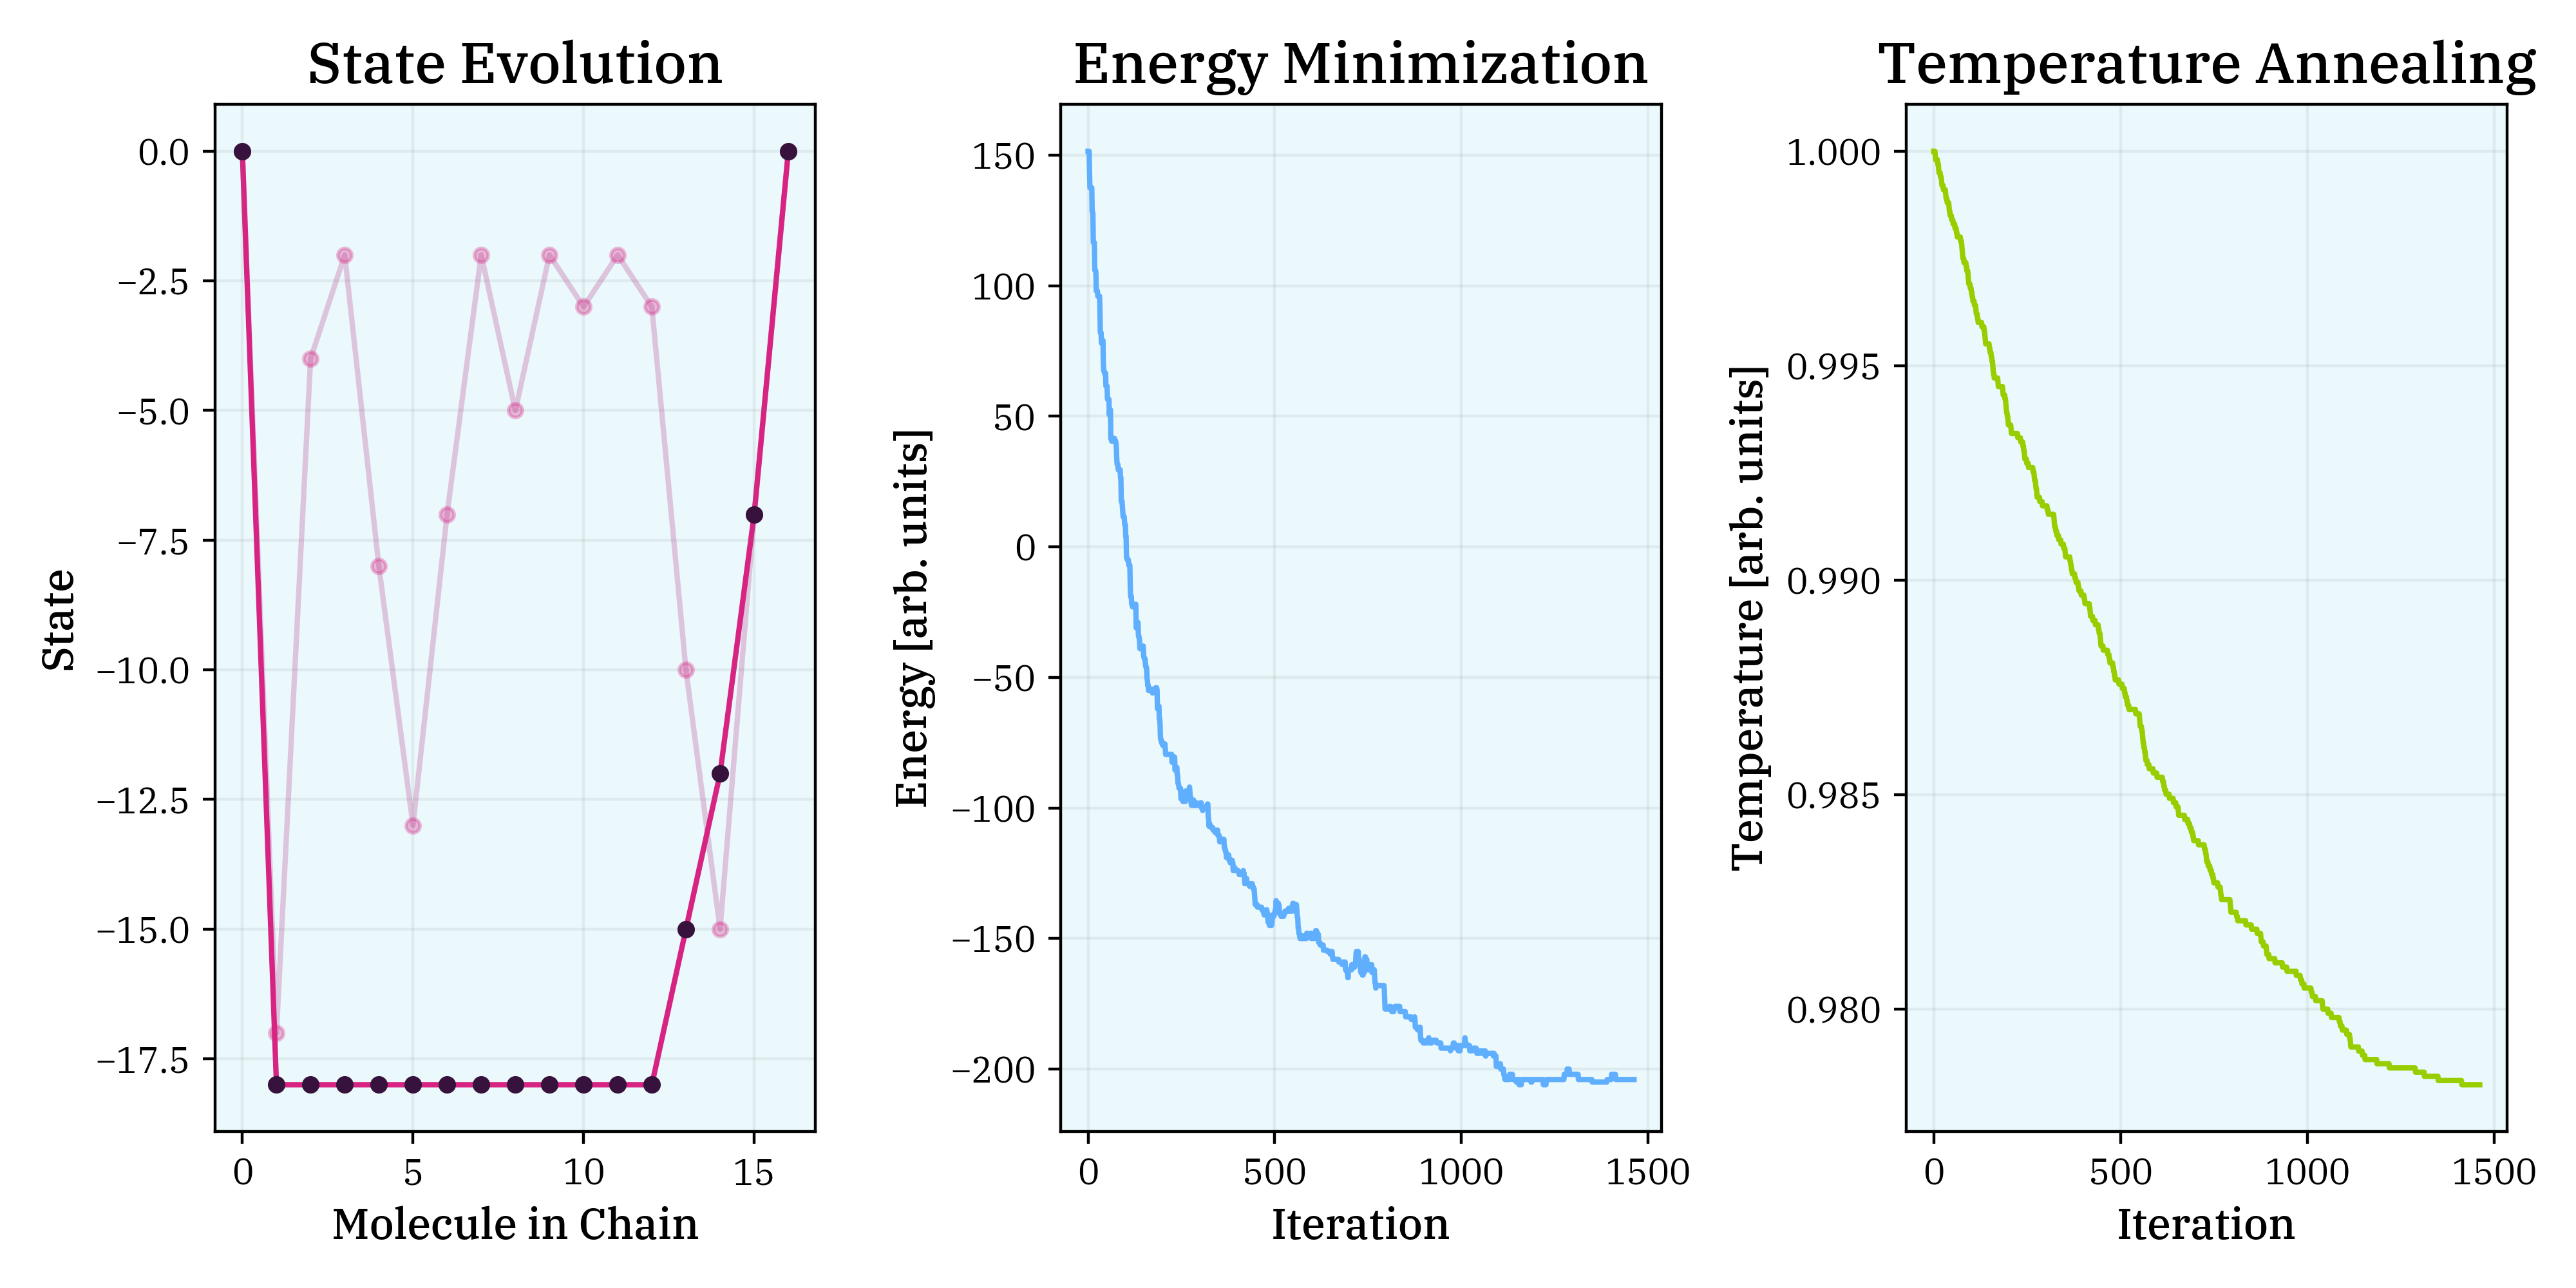 State Evolution
Energy Minimization
Temperature Annealing
State
0.0
−2.5
−5.0
−7.5
−10.0
−12.5
−15.0
−17.5
0 5 10 15
Molecule in Chain
Energy [arb. units]
150
100
50
0
−50
−100
−150
−200
0 500 1000 1500
Iteration
Temperature [arb. units]
1.000
0.995
0.990
0.985
0.980
0 500 1000 1500
Iteration